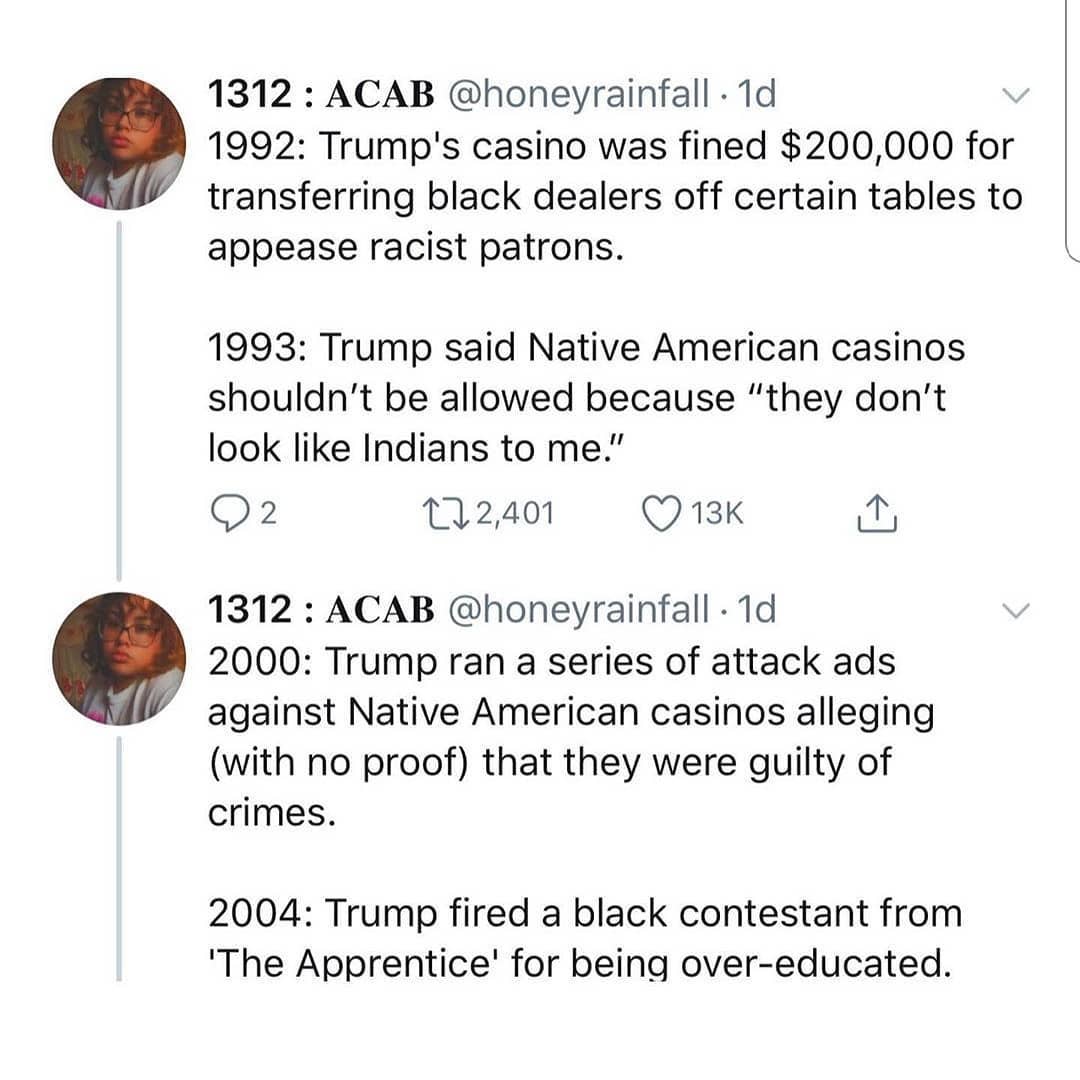 1312 : ACAB @honeyrainfall · 1d
1992: Trump's casino was fined $200,000 for
transferring black dealers off certain tables to
appease racist patrons.
1993: Trump said Native American casinos
shouldn’t be allowed because “they don’t
look like Indians to me.”
2 2,401 13K
1312 : ACAB @honeyrainfall · 1d
2000: Trump ran a series of attack ads
against Native American casinos alleging
(with no proof) that they were guilty of
crimes.
2004: Trump fired a black contestant from
'The Apprentice' for being over-educated.